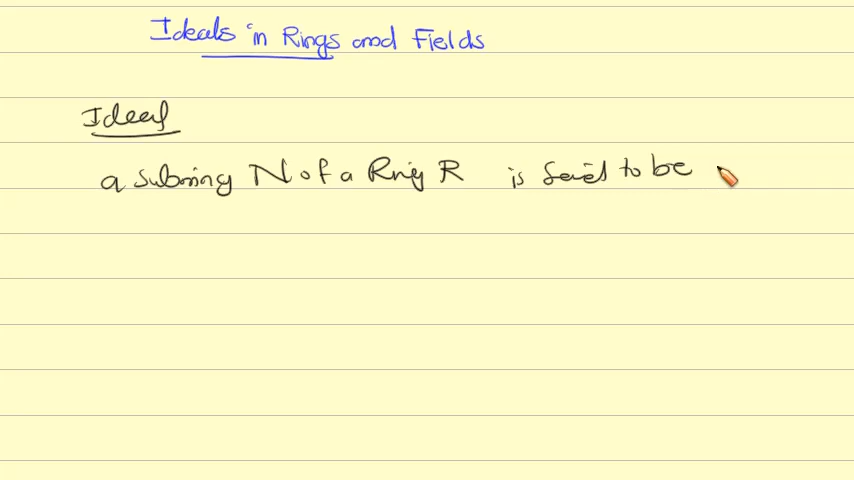 Ideals in Rings and Fields
Ideal
a subring N of a Ring R is said to be